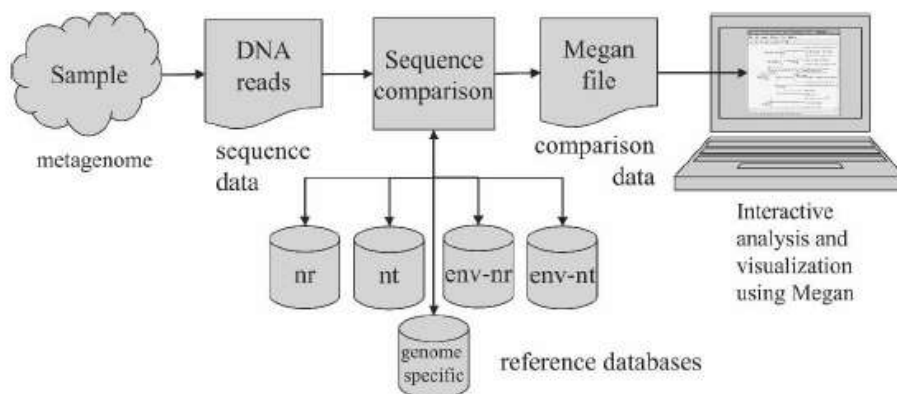 Sample
metagenome
DNA
reads
sequence
data
Sequence
comparison
Megan
file
comparison
data
Interactive
analysis and
visualization
using Megan
nr
nt
env-nr
env-nt
genome
specific
reference databases